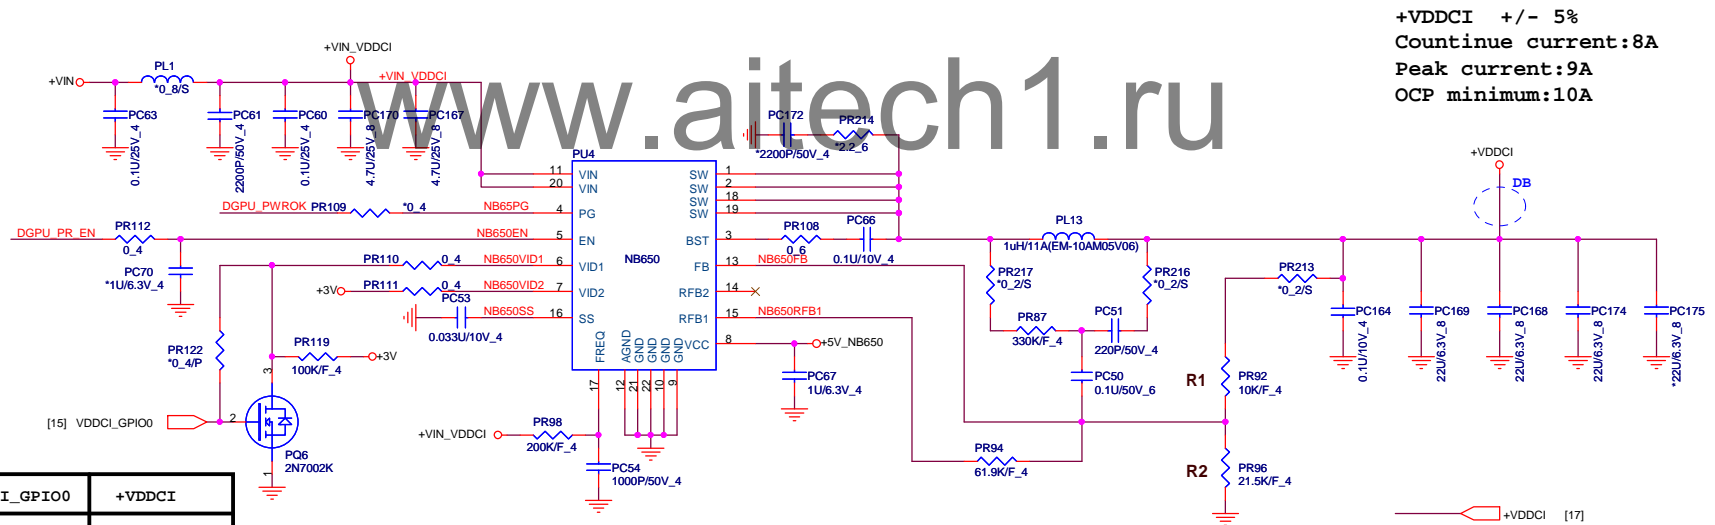 +VDDCI +/- 5%
Countinue current:8A
Peak current:9A
OCP minimum:10A
www.aitech1.ru
+VIN_VDDCI
+VIN
PL1
*0_8/S
+VIN_VDDCI
PC63
0.1U/25V_4
PC61
2200P/50V_4
PC60
0.1U/25V_4
PC170
4.7U/25V_8
PC167
4.7U/25V_8
PC172
*2200P/50V_4
PR214
*2.2_6
PU4
NB650
11 VIN
20 VIN
4 PG
5 EN
6 VID1
7 VID2
16 SS
17 FREQ
12 AGND
21 GND
22 GND
10 GND
9 GND
SW 1
SW 2
SW 18
SW 19
BST 3
FB 13
RFB2 14
RFB1 15
VCC 8
DGPU_PWROK
PR109
*0_4
NB65PG
DGPU_PR_EN
PR112
0_4
NB650EN
PC70
*1U/6.3V_4
PR110
0_4
NB650VID1
+3V
PR111
0_4
NB650VID2
PC53
0.033U/10V_4
NB650SS
PR122
*0_4/P
PR119
100K/F_4
+3V
3
2
1
[15] VDDCI_GPIO0
PQ6
2N7002K
+VIN_VDDCI
PR98
200K/F_4
PC54
1000P/50V_4
PR108
0_6
PC66
0.1U/10V_4
NB650FB
NB650RFB1
+5V_NB650
PC67
1U/6.3V_4
PL13
1uH/11A(EM-10AM05V06)
PR217
*0_2/S
PR216
*0_2/S
PR87
330K/F_4
PC51
220P/50V_4
PC50
0.1U/50V_6
PR94
61.9K/F_4
PR213
*0_2/S
R1
PR92
10K/F_4
R2
PR96
21.5K/F_4
+VDDCI
DB
PC164
0.1U/10V_4
PC169
22U/6.3V_8
PC168
22U/6.3V_8
PC174
22U/6.3V_8
PC175
*22U/6.3V_8
I_GPIO0 +VDDCI
+VDDCI [17]